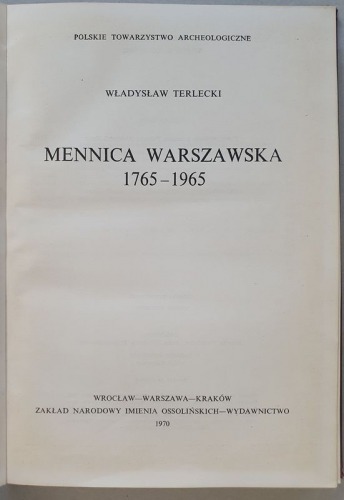 POLSKIE TOWARZYSTWO ARCHEOLOGICZNE
WŁADYSŁAW TERLECKI
MENNICA WARSZAWSKA
1765–1965
WROCŁAW—WARSZAWA—KRAKÓW
ZAKŁAD NARODOWY IMIENIA OSSOLIŃSKICH—WYDAWNICTWO
1970